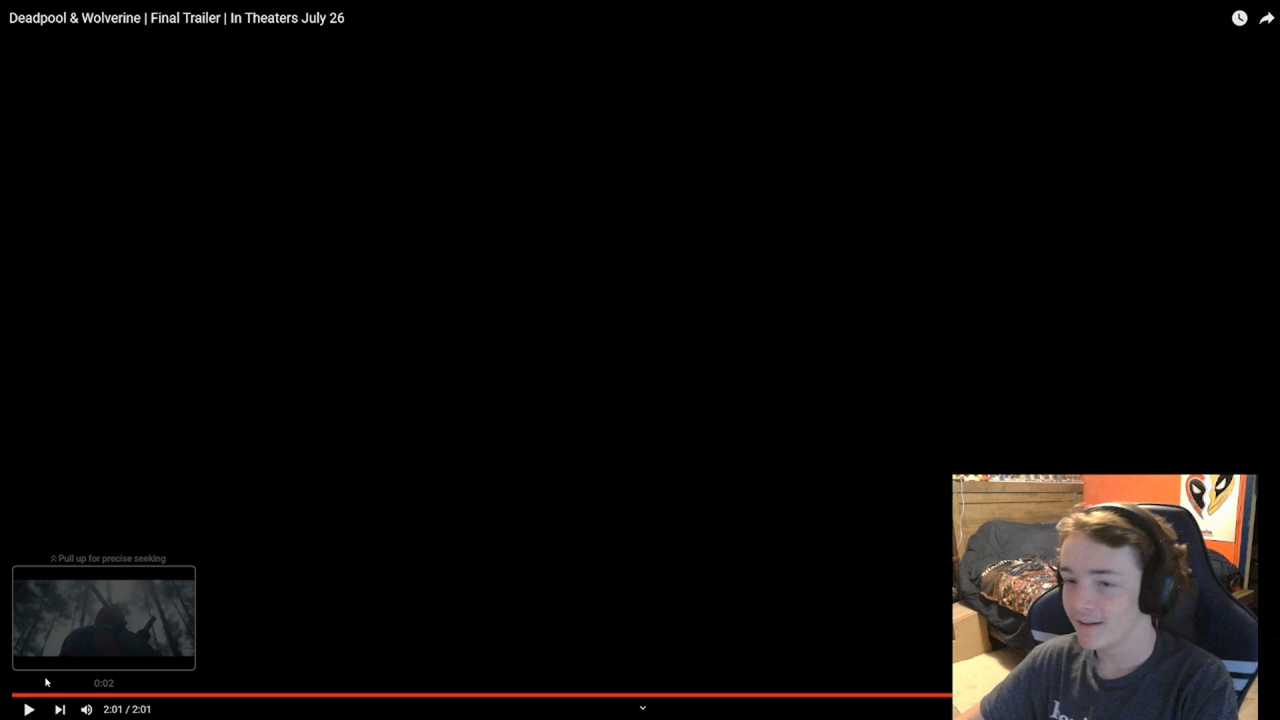 Deadpool & Wolverine | Final Trailer | In Theaters July 26
Pull up for precise seeking
0:02
2:01 / 2:01